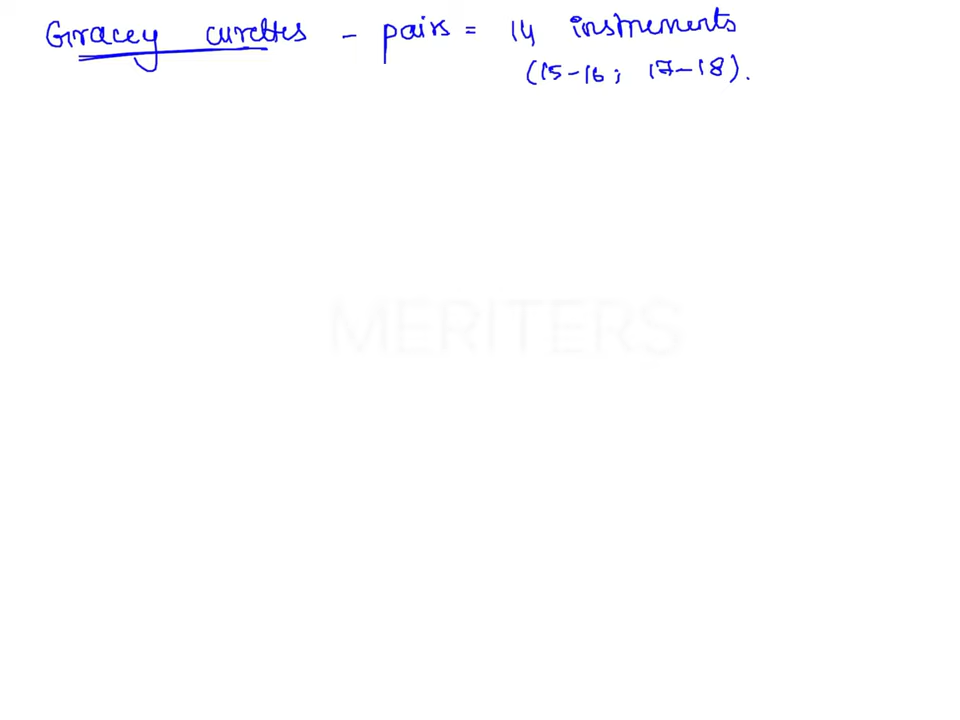 Gracey curettes - pairs = 14 instruments
(15-16; 17-18).
MERITERS